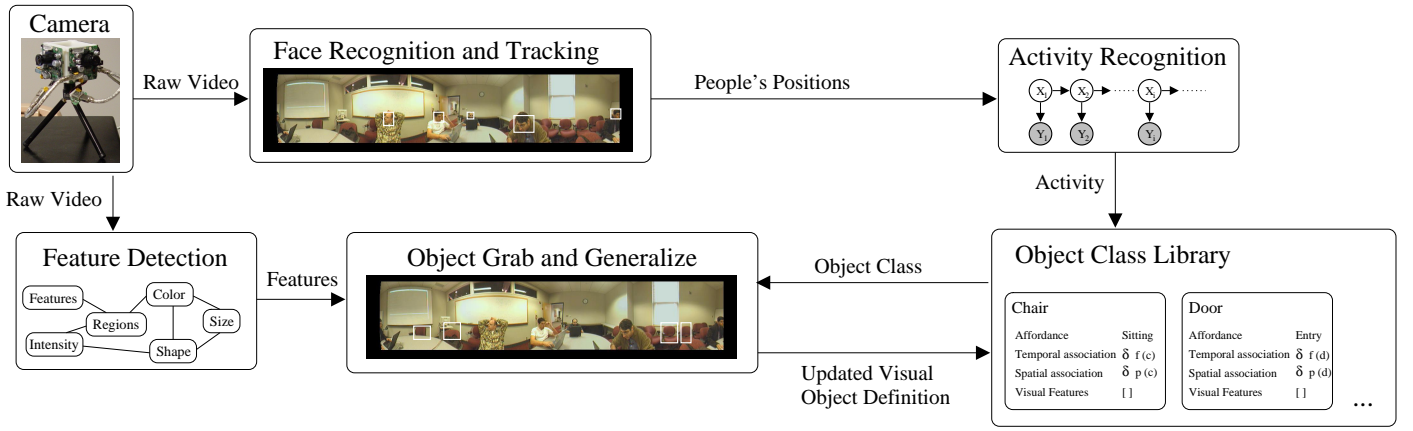 Camera
Raw Video
Face Recognition and Tracking
People's Positions
Activity Recognition
X1 X2 ...... Xi ......
Y1 Y2 Yi
Raw Video
Activity
Feature Detection
Features
Color
Regions
Size
Intensity
Shape
Features
Object Grab and Generalize
Object Class
Updated Visual
Object Definition
Object Class Library
Chair
Affordance Sitting
Temporal association δ f (c)
Spatial association δ p (c)
Visual Features [ ]
Door
Affordance Entry
Temporal association δ f (d)
Spatial association δ p (d)
Visual Features [ ]
...